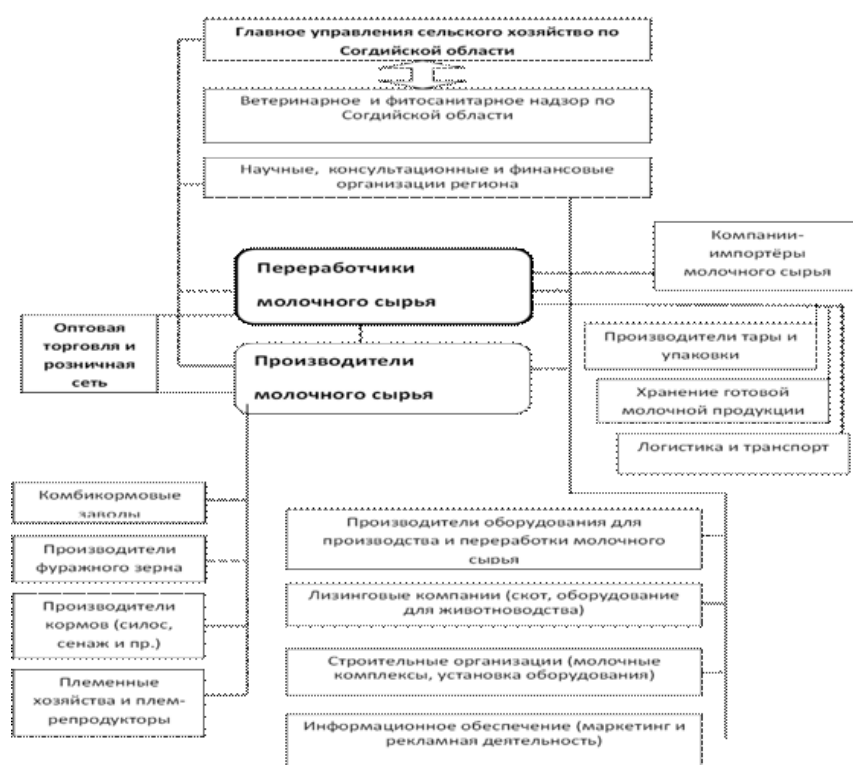 Главное управления сельского хозяйство по
Согдийской области
Ветеринарное и фитосанитарное надзор по
Согдийской области
Научные, консультационные и финансовые
организации региона
Компании-
импортёры
молочного сырья
Переработчики
молочного сырья
Оптовая
торговля и
розничная
сеть
Производители
молочного сырья
Производители тары и
упаковки
Хранение готовой
молочной продукции
Логистика и транспорт
Комбикормовые
заводы
Производители
фуражного зерна
Производители
кормов (силос,
сенаж и пр.)
Племенные
хозяйства и плем-
репродукторы
Производители оборудования для
производства и переработки молочного
сырья
Лизинговые компании (скот, оборудование
для животноводства)
Строительные организации (молочные
комплексы, установка оборудования)
Информационное обеспечение (маркетинг и
рекламная деятельность)